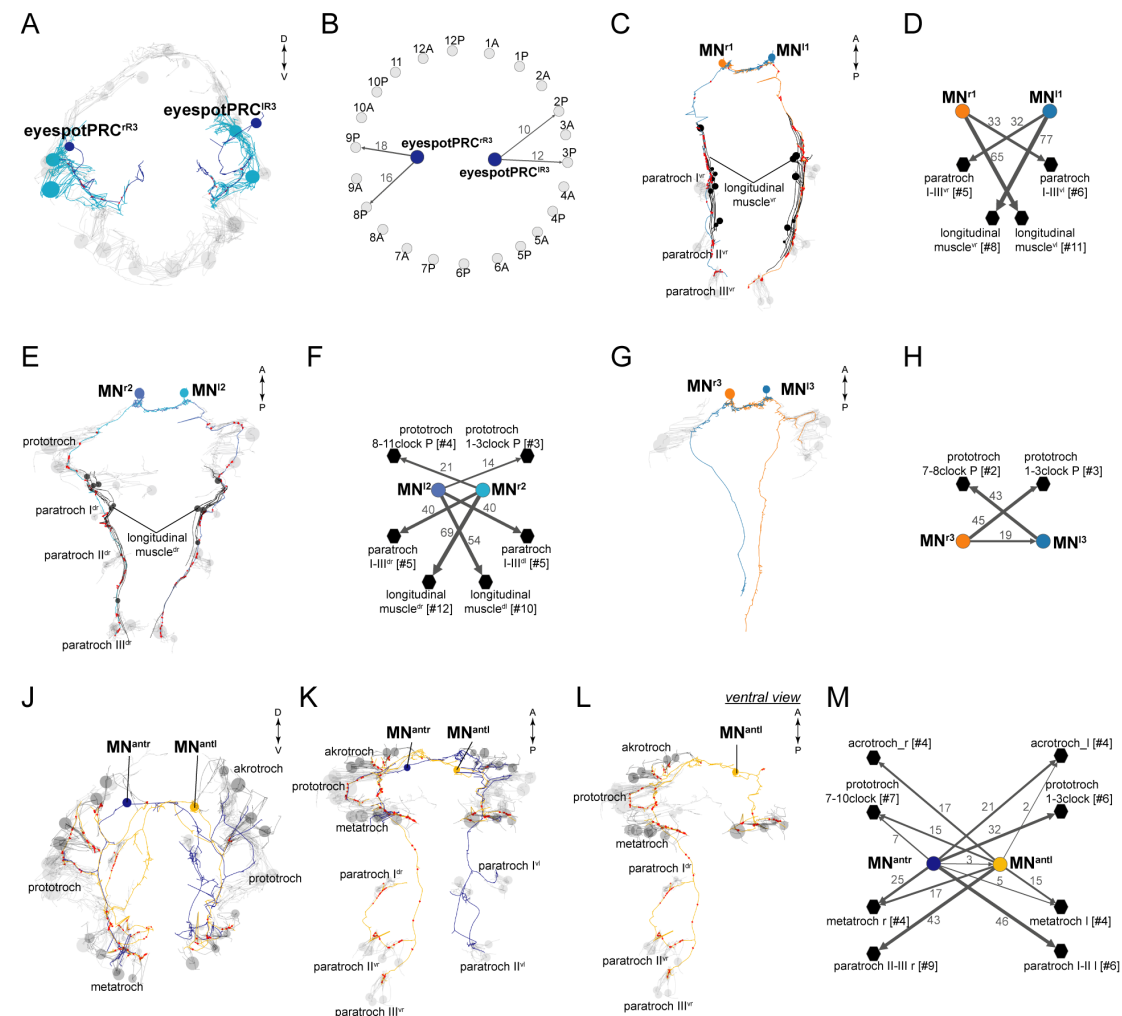 A
D
V
eyespotPRC^lR3
eyespotPRC^rR3
B
12P
1A
12A
1P
11
2A
10P
2P
10A
3A
9P
3P
9A
4A
8P
4P
8A
5A
7A
5P
7P
6P
6A
eyespotPRC^rR3
eyespotPRC^lR3
18
16
10
12
C
MN^r1
MN^l1
A
P
paratroch I^vr
longitudinal
muscle^vr
paratroch II^vr
paratroch III^vr
D
MN^r1
MN^l1
33
32
65
77
paratroch
I-III^vr [#5]
paratroch
I-III^vl [#6]
longitudinal
muscle^vr [#8]
longitudinal
muscle^vl [#11]
E
MN^r2
MN^l2
A
P
prototroch
paratroch I^dr
longitudinal
muscle^dr
paratroch II^dr
paratroch III^dr
F
prototroch
8-11clock P [#4]
prototroch
1-3clock P [#3]
21
14
MN^l2
MN^r2
40
40
69
54
paratroch
I-III^dr [#5]
paratroch
I-III^dl [#5]
longitudinal
muscle^dr [#12]
longitudinal
muscle^dl [#10]
G
MN^r3
MN^l3
A
P
H
prototroch
7-8clock P [#2]
prototroch
1-3clock P [#3]
43
45
MN^r3
19
MN^l3
J
D
V
MN^antr
MN^antl
akrotroch
prototroch
prototroch
metatroch
K
A
P
MN^antr
MN^antl
akrotroch
prototroch
metatroch
paratroch I^dr
paratroch I^vl
paratroch II^vr
paratroch II^vl
paratroch III^vr
L
ventral view
A
P
MN^antl
akrotroch
prototroch
metatroch
paratroch I^dr
paratroch II^vr
paratroch III^vr
M
acrotroch_r [#4]
acrotroch_l [#4]
prototoch
7-10clock [#7]
prototoch
1-3clock [#6]
17
21
2
15
32
7
MN^antr
3
MN^antl
25
17
5
15
43
46
metatroch r [#4]
metatroch l [#4]
paratroch II-III r [#9]
paratroch I-II l [#6]